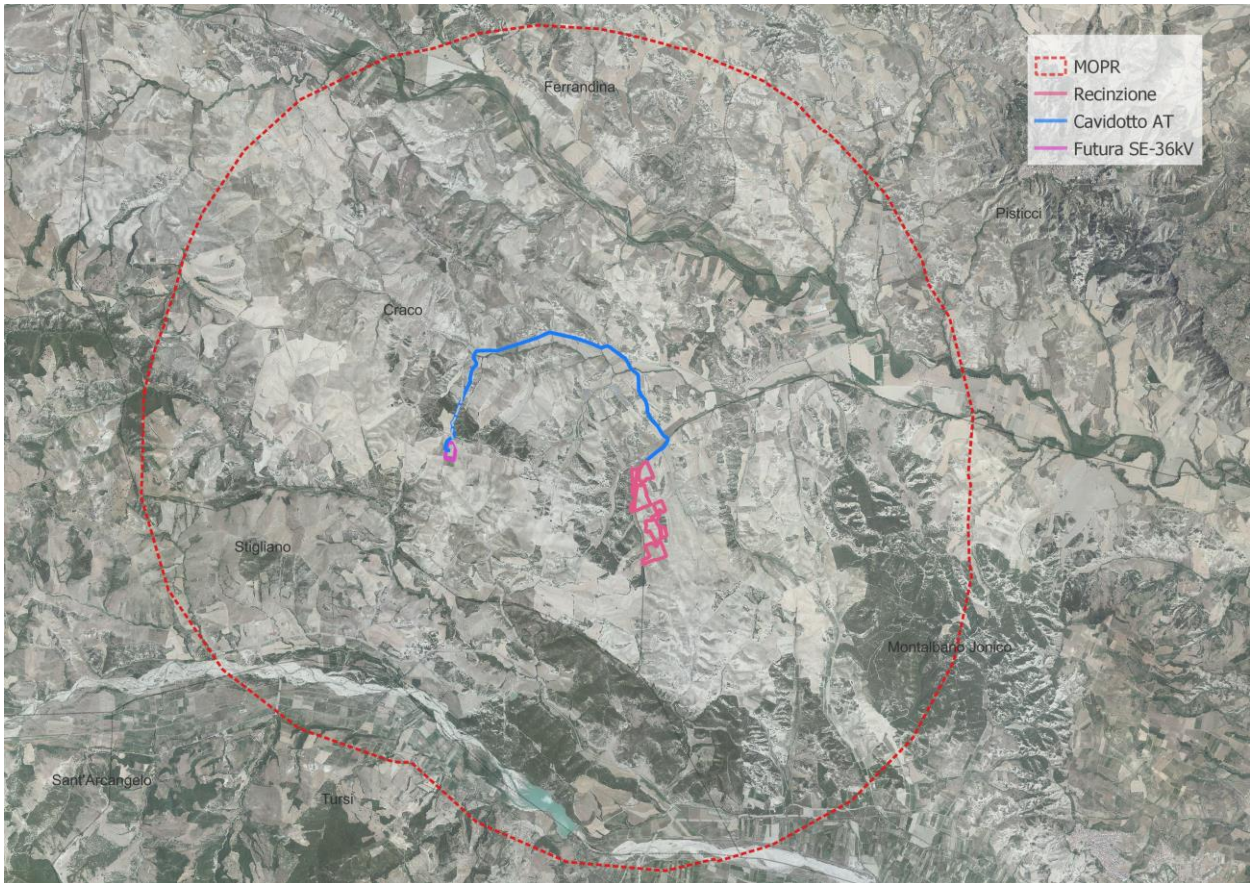 MOPR
Recinzione
Cavidotto AT
Futura SE-36kV
Ferrandina
Pisticci
Craco
Stigliano
Montalbano Jonico
Sant'Arcangelo
Tursi